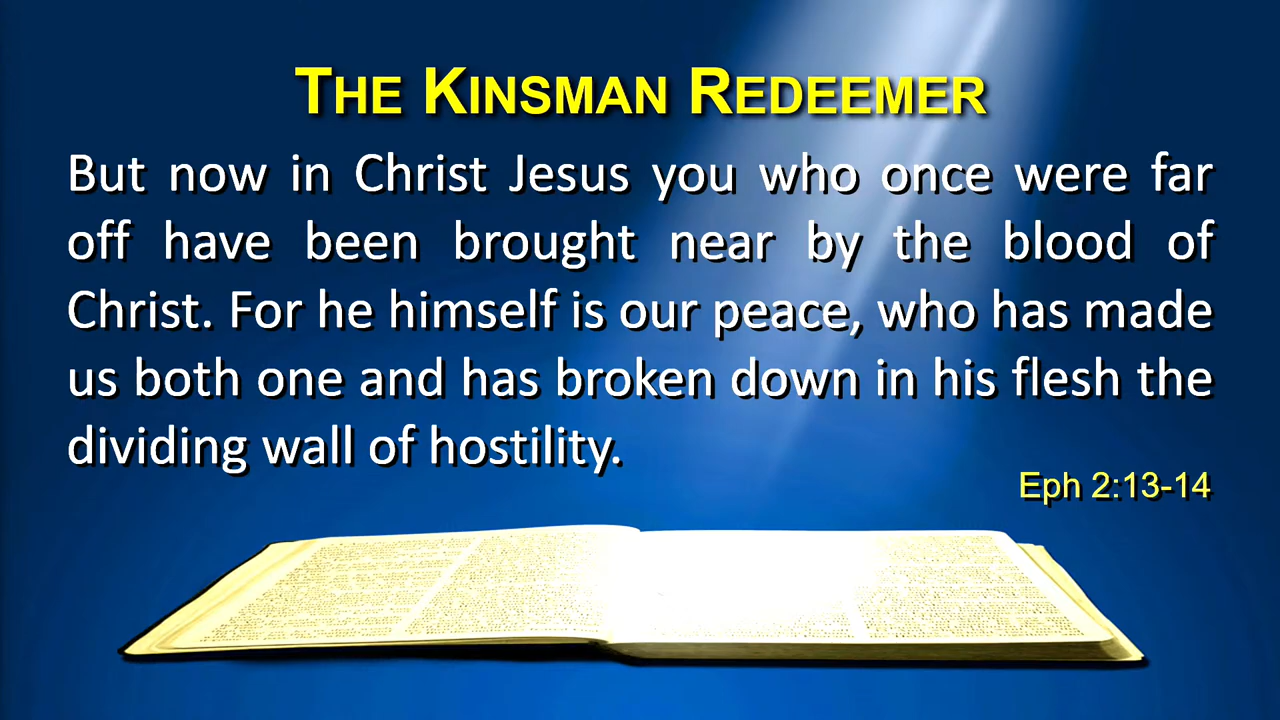 THE KINSMAN REDEEMER
But now in Christ Jesus you who once were far
off have been brought near by the blood of
Christ. For he himself is our peace, who has made
us both one and has broken down in his flesh the
dividing wall of hostility.
Eph 2:13-14